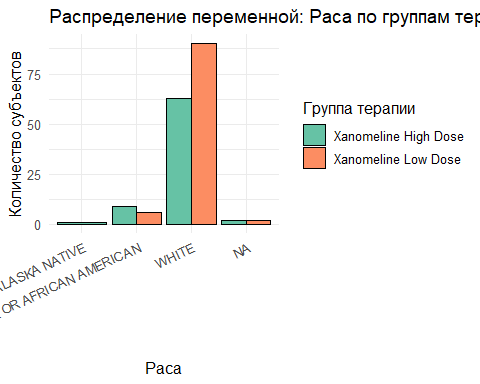 Распределение переменной: Раса по группам тер
Количество субъектов
75
50
25
0
Группа терапии
Xanomeline High Dose
Xanomeline Low Dose
LASKA NATIVE
OR AFRICAN AMERICAN
WHITE
NA
Раса